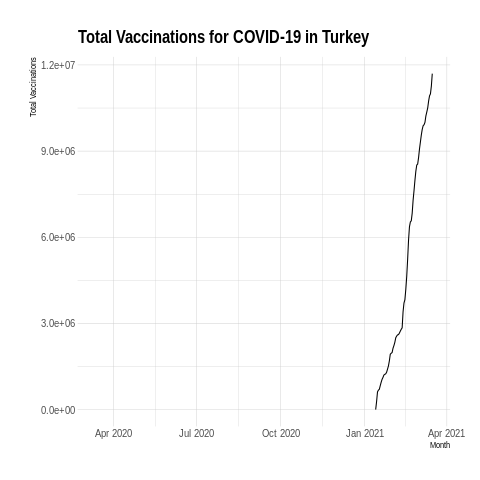 Total Vaccinations for COVID-19 in Turkey
Total Vaccinations
1.2e+07
9.0e+06
6.0e+06
3.0e+06
0.0e+00
Apr 2020 Jul 2020 Oct 2020 Jan 2021 Apr 2021
Month